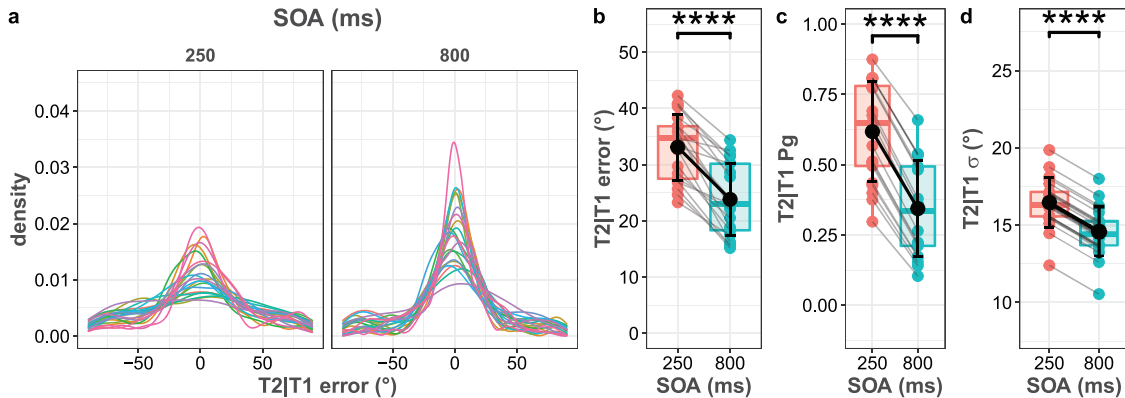 a
SOA (ms)
250
800
density
0.04
0.03
0.02
0.01
0.00
−50
0
50
−50
0
50
T2|T1 error (°)
b
****
T2|T1 error (°)
50
40
30
20
10
0
250
800
SOA (ms)
c
****
T2|T1 Pg
1.00
0.75
0.50
0.25
0.00
250
800
SOA (ms)
d
****
T2|T1 σ (°)
25
20
15
10
250
800
SOA (ms)